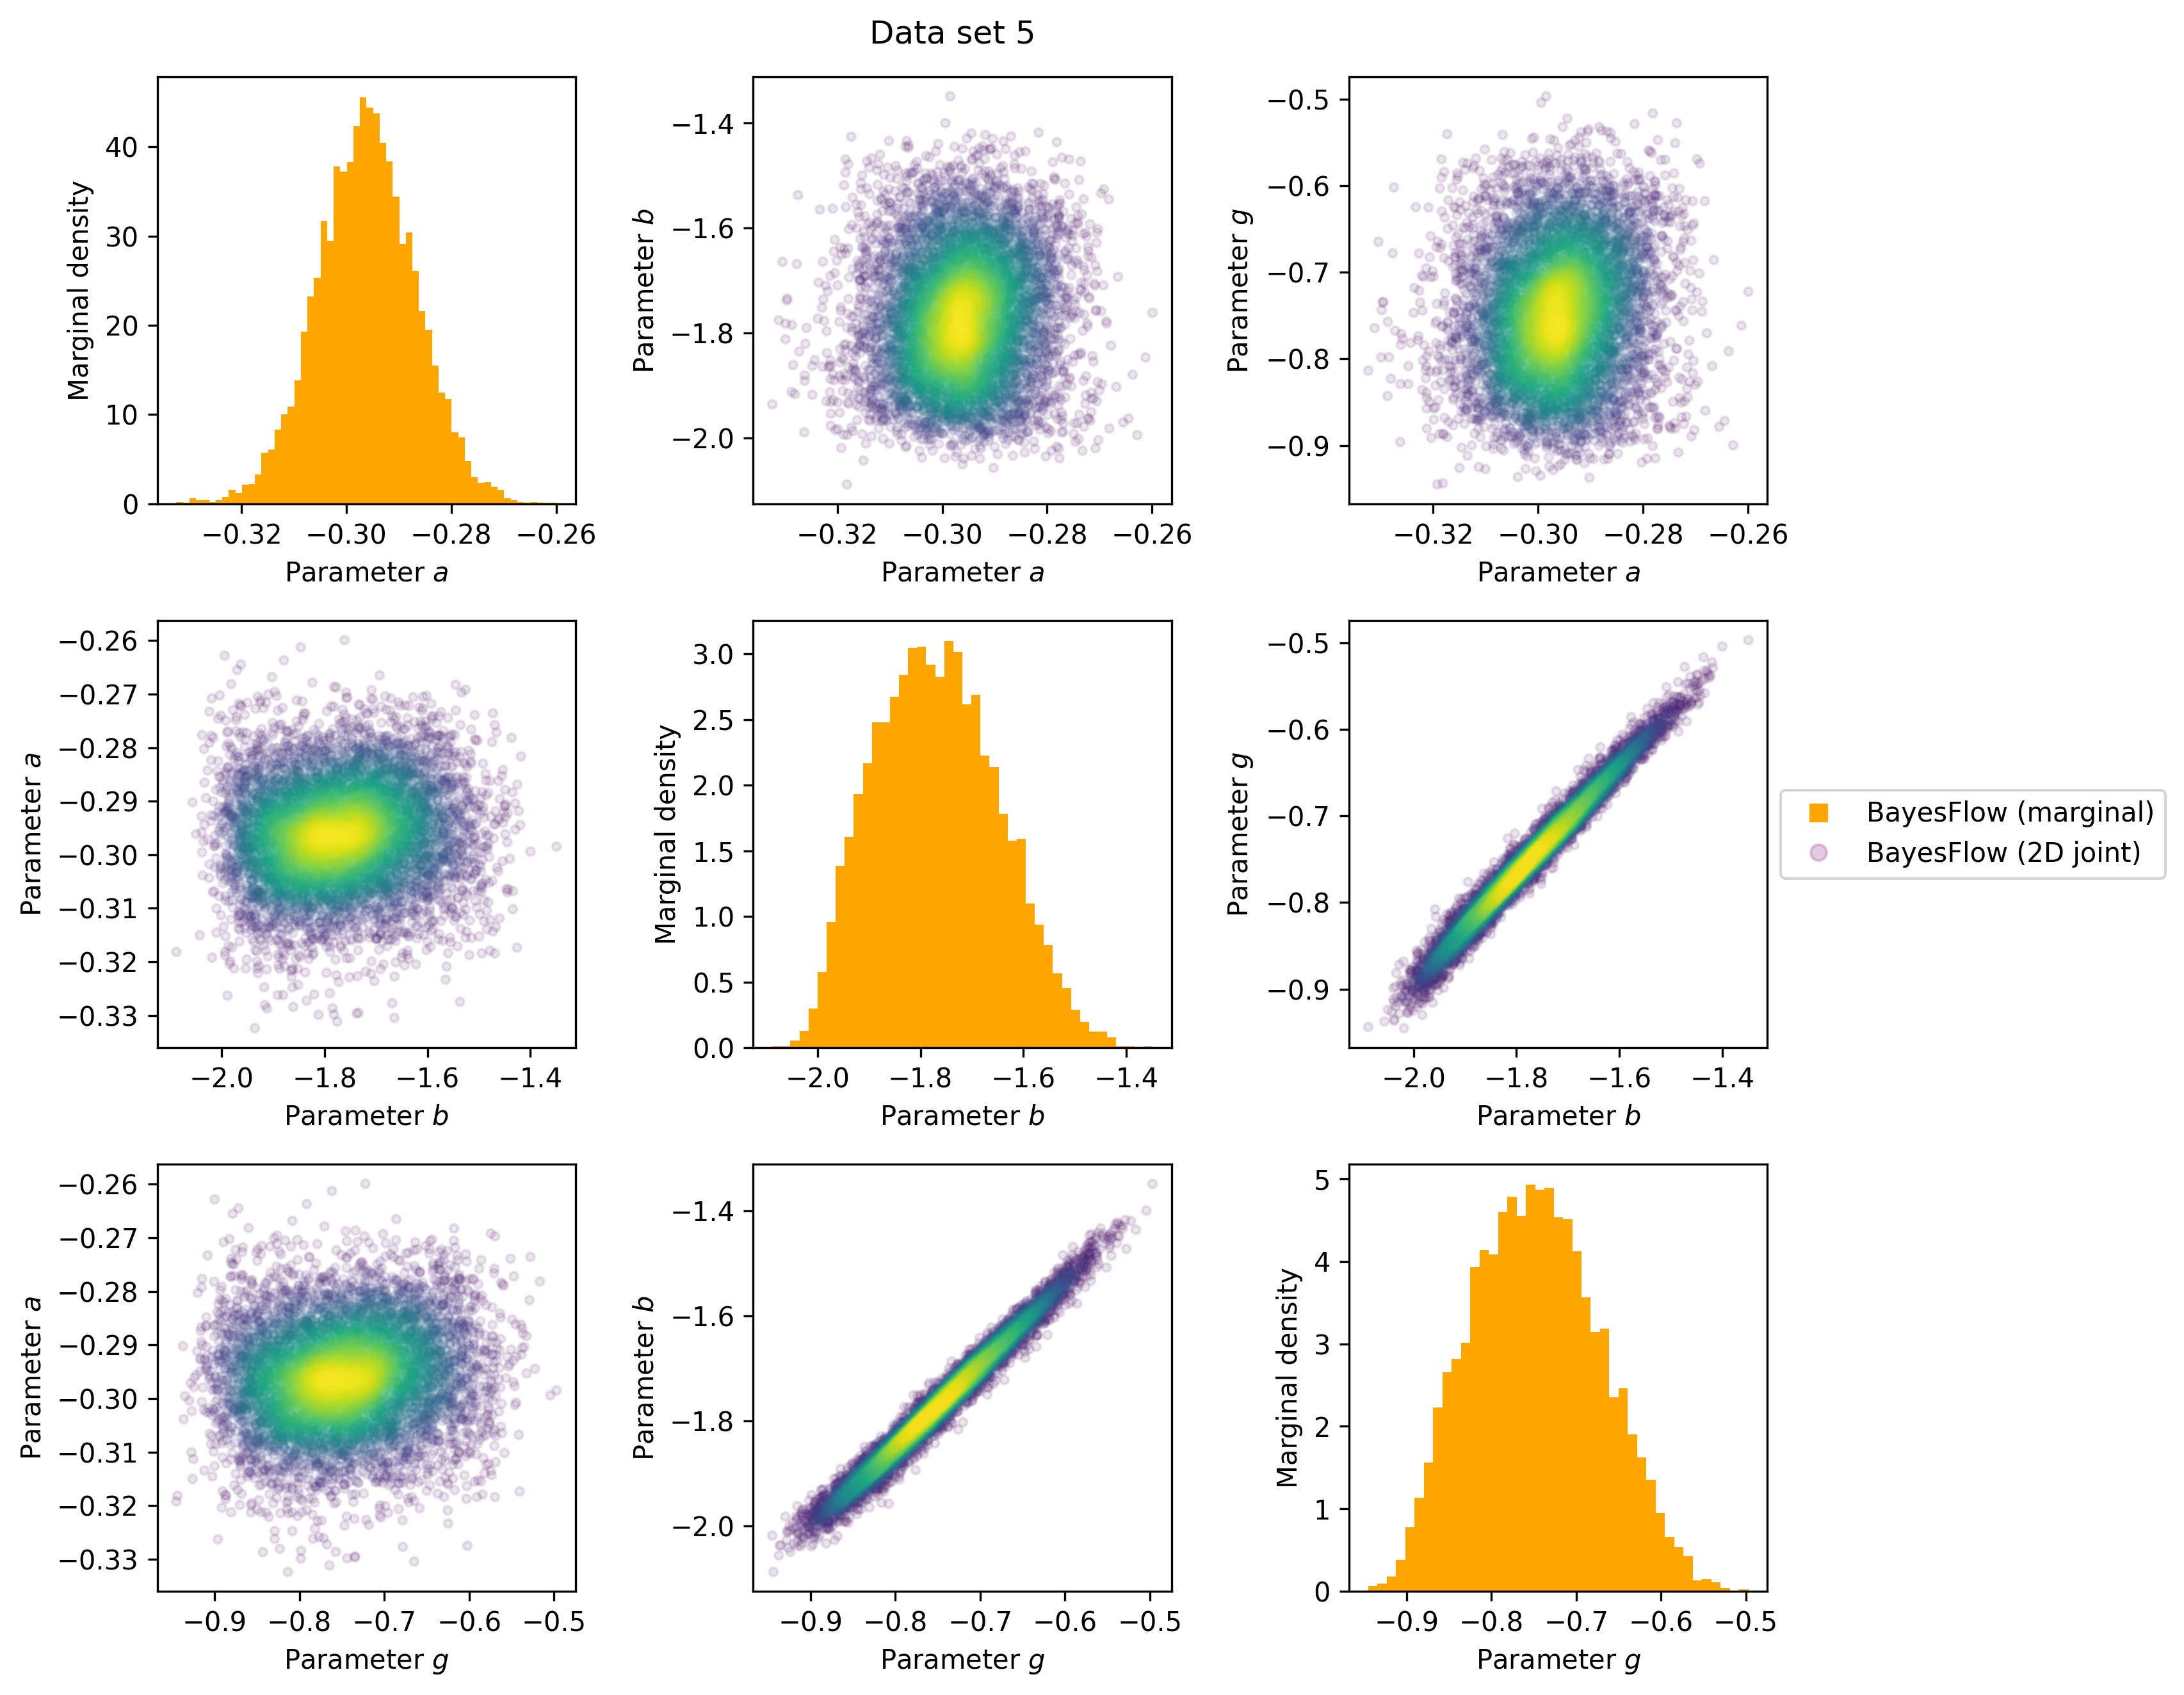 Data set 5
Marginal density
0
10
20
30
40
−0.32 −0.30 −0.28 −0.26
Parameter a
Parameter b
−1.4
−1.6
−1.8
−2.0
−0.32 −0.30 −0.28 −0.26
Parameter a
Parameter g
−0.5
−0.6
−0.7
−0.8
−0.9
−0.32 −0.30 −0.28 −0.26
Parameter a
Parameter a
−0.26
−0.27
−0.28
−0.29
−0.30
−0.31
−0.32
−0.33
−2.0 −1.8 −1.6 −1.4
Parameter b
Marginal density
3.0
2.5
2.0
1.5
1.0
0.5
0.0
−2.0 −1.8 −1.6 −1.4
Parameter b
Parameter g
−0.5
−0.6
−0.7
−0.8
−0.9
−2.0 −1.8 −1.6 −1.4
Parameter b
BayesFlow (marginal)
BayesFlow (2D joint)
Parameter a
−0.26
−0.27
−0.28
−0.29
−0.30
−0.31
−0.32
−0.33
−0.9 −0.8 −0.7 −0.6 −0.5
Parameter g
Parameter b
−1.4
−1.6
−1.8
−2.0
−0.9 −0.8 −0.7 −0.6 −0.5
Parameter g
Marginal density
5
4
3
2
1
0
−0.9 −0.8 −0.7 −0.6 −0.5
Parameter g